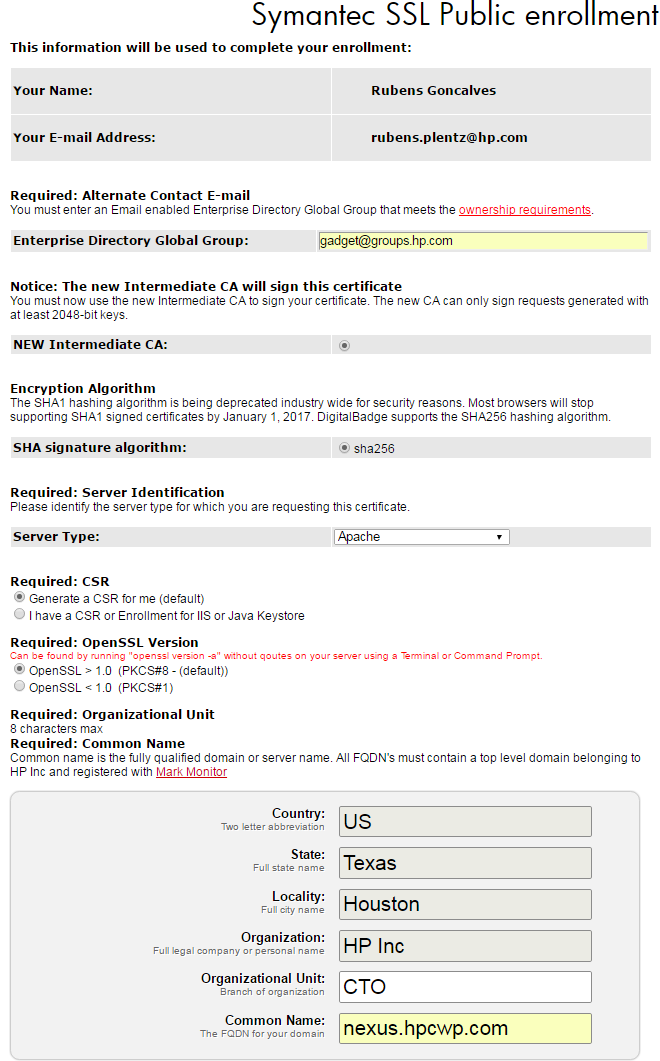 Symantec SSL Public enrollment
This information will be used to complete your enrollment:
Your Name: Rubens Goncalves
Your E-mail Address: rubens.plentz@hp.com
Required: Alternate Contact E-mail
You must enter an Email enabled Enterprise Directory Global Group that meets the ownership requirements.
Enterprise Directory Global Group: gadget@groups.hp.com
Notice: The new Intermediate CA will sign this certificate
You must now use the new Intermediate CA to sign your certificate. The new CA can only sign requests generated with
at least 2048-bit keys.
NEW Intermediate CA:
Encryption Algorithm
The SHA1 hashing algorithm is being deprecated industry wide for security reasons. Most browsers will stop
supporting SHA1 signed certificates by January 1, 2017. DigitalBadge supports the SHA256 hashing algorithm.
SHA signature algorithm: sha256
Required: Server Identification
Please identify the server type for which you are requesting this certificate.
Server Type: Apache
Required: CSR
Generate a CSR for me (default)
I have a CSR or Enrollment for IIS or Java Keystore
Required: OpenSSL Version
Can be found by running "openssl version -a" without qoutes on your server using a Terminal or Command Prompt.
OpenSSL > 1.0 (PKCS#8 - (default))
OpenSSL < 1.0 (PKCS#1)
Required: Organizational Unit
8 characters max
Required: Common Name
Common name is the fully qualified domain or server name. All FQDN's must contain a top level domain belonging to
HP Inc and registered with Mark Monitor
Country: US
Two letter abbreviation
State: Texas
Full state name
Locality: Houston
Full city name
Organization: HP Inc
Full legal company or personal name
Organizational Unit: CTO
Branch of organization
Common Name: nexus.hpcwp.com
The FQDN for your domain